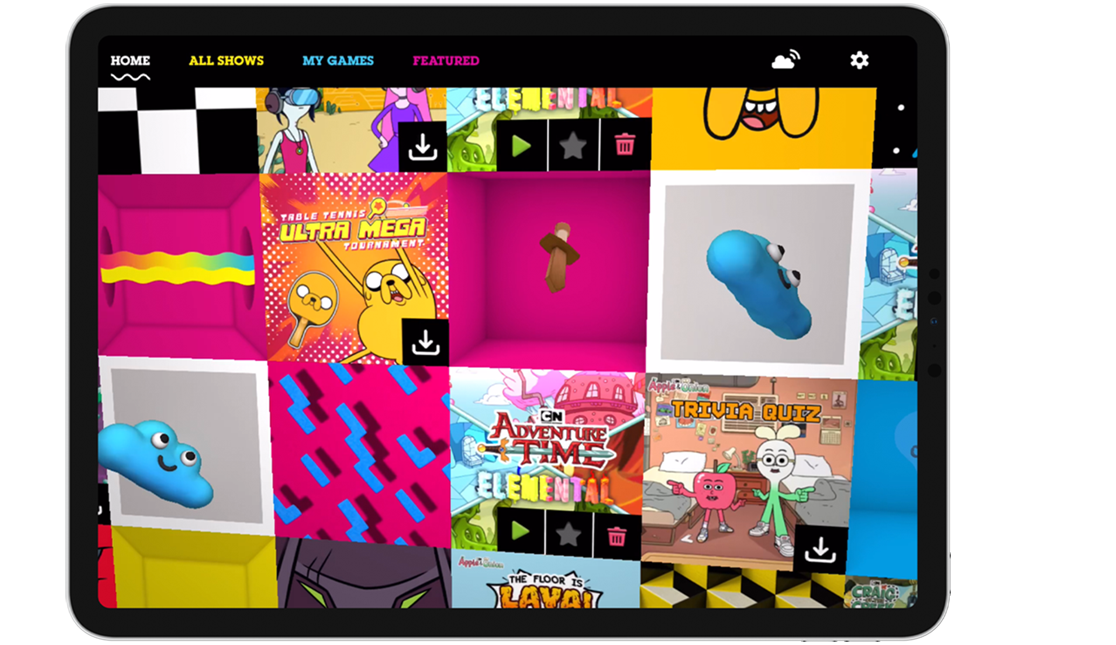 HOME
ALL SHOWS
MY GAMES
FEATURED
ELEMENTAL
TABLE TENNIS
ULTRA MEGA
TOURNAMENT
CN
ADVENTURE
TIME
ELEMENTAL
Apple & Onion
TRIVIA QUIZ
Apple & Onion
THE FLOOR IS
LAVA!
CRAIG